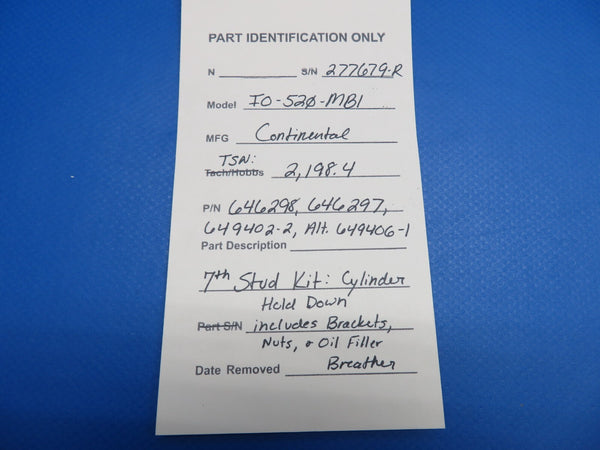 PART IDENTIFICATION ONLY
N S/N 277679-R
Model IO-520-MB1
MFG Continental
TSN:
Tach/Hobbs 2,198.4
P/N 646298, 646297,
649402-2, Alt. 649406-1
Part Description
7th Stud Kit: Cylinder
Hold Down
Part S/N includes Brackets,
Nuts, & Oil Filler
Date Removed Breather